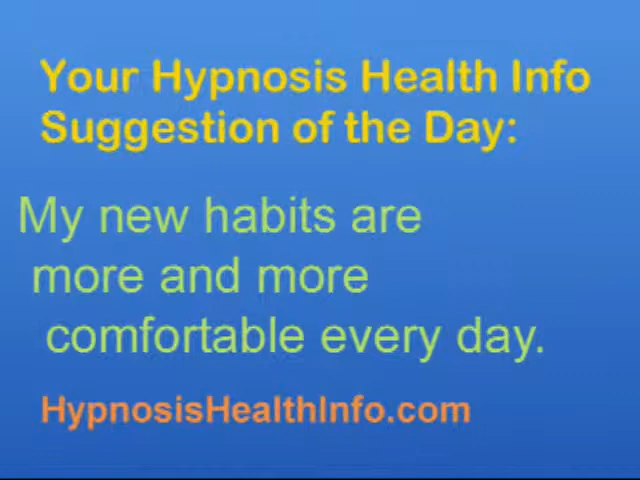 Your Hypnosis Health Info
Suggestion of the Day:
My new habits are
more and more
comfortable every day.
HypnosisHealthInfo.com